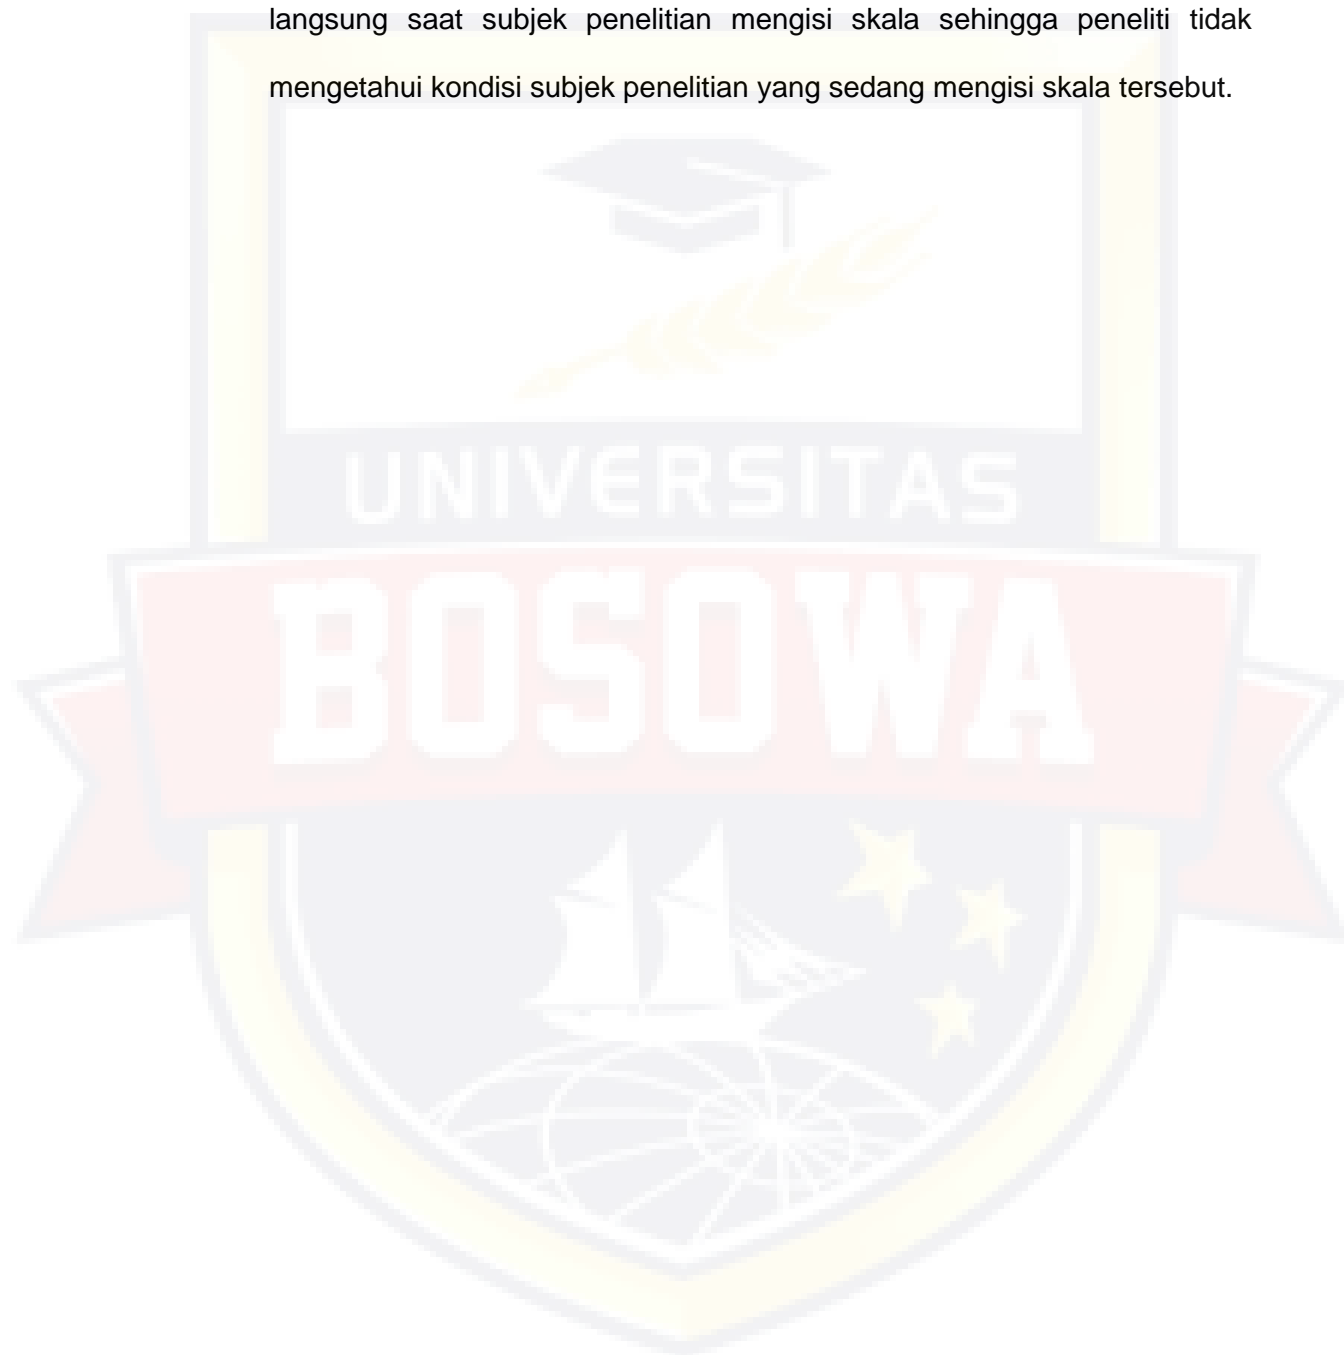 langsung saat subjek penelitian mengisi skala sehingga peneliti tidak
mengetahui kondisi subjek penelitian yang sedang mengisi skala tersebut.
UNIVERSITAS
BOSOWA